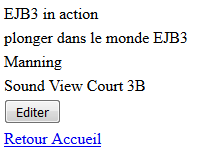 EJB3 in action
plonger dans le monde EJB3
Manning
Sound View Court 3B
Editer
Retour Accueil